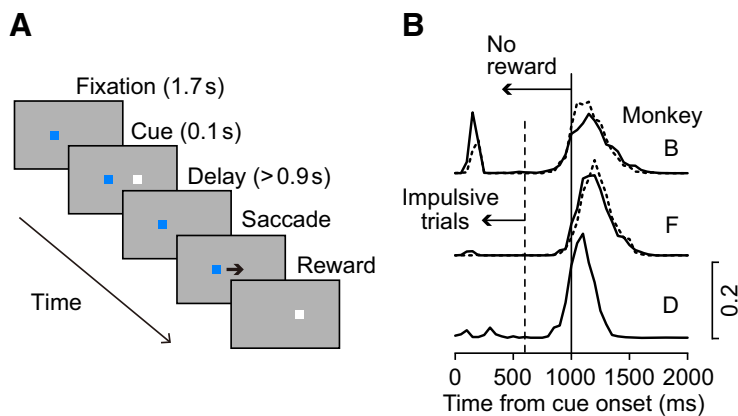 A
Fixation (1.7 s)
Cue (0.1 s)
Delay (>0.9 s)
Saccade
Reward
Time
B
No
reward
Monkey
B
Impulsive
trials
F
D
0.2
0 500 1000 1500 2000
Time from cue onset (ms)